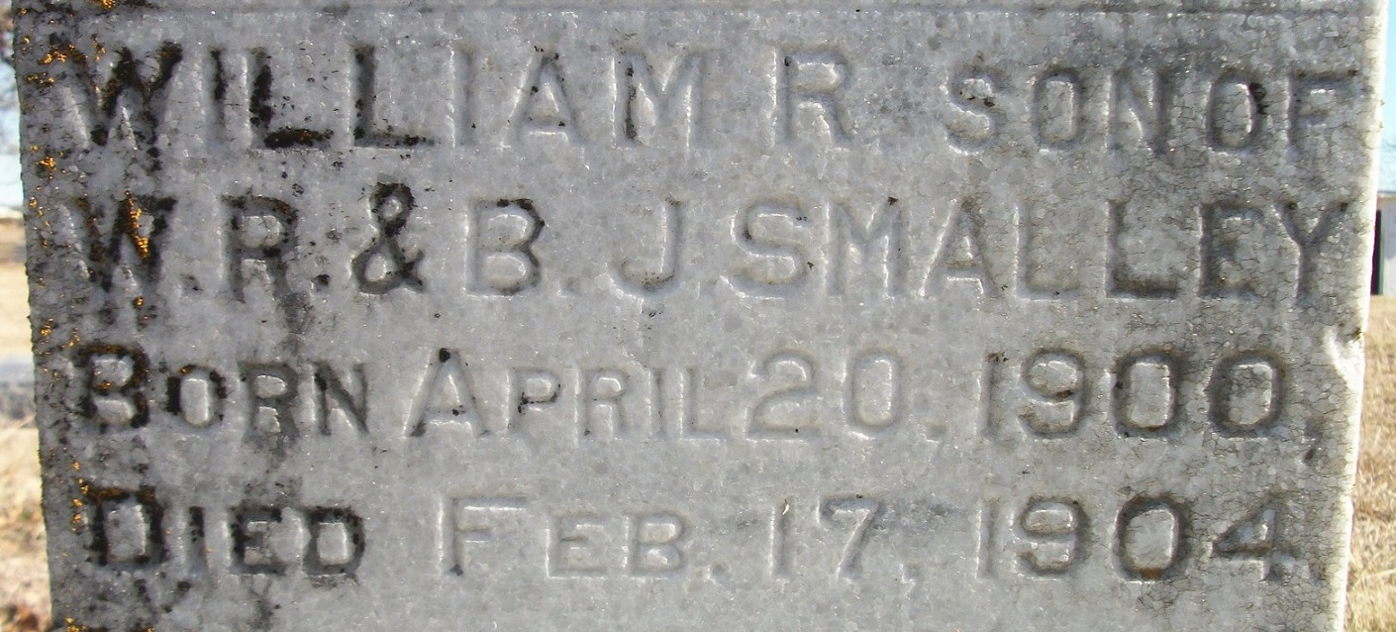 WILLIAM R. SON OF
W. R. & B. J. SMALLEY
BORN APRIL 20, 1900,
DIED FEB. 17, 1904.